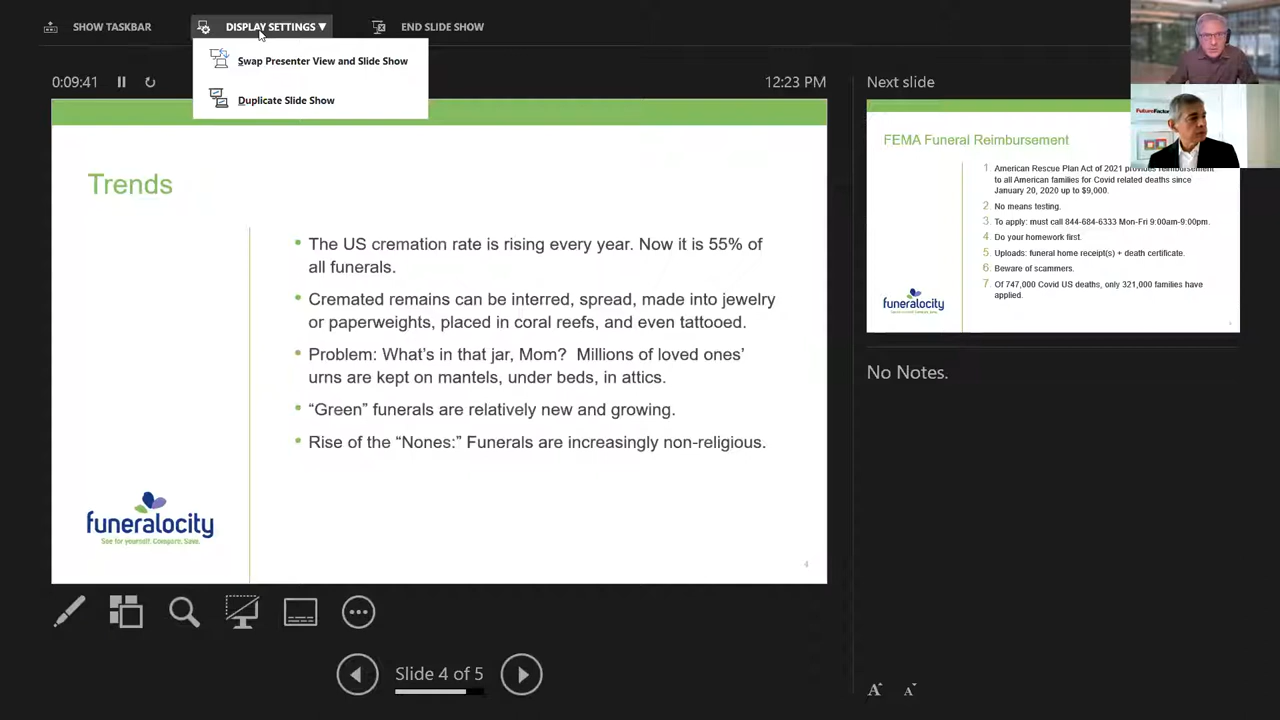 SHOW TASKBAR
DISPLAY SETTINGS ▼
END SLIDE SHOW
Swap Presenter View and Slide Show
Duplicate Slide Show
0:09:41
12:23 PM
Trends
• The US cremation rate is rising every year. Now it is 55% of
all funerals.
• Cremated remains can be interred, spread, made into jewelry
or paperweights, placed in coral reefs, and even tattooed.
• Problem: What’s in that jar, Mom? Millions of loved ones’
urns are kept on mantels, under beds, in attics.
• “Green” funerals are relatively new and growing.
• Rise of the “Nones:” Funerals are increasingly non-religious.
funeralocity
See for yourself. Compare. Save.
4
Slide 4 of 5
Next slide
FutureFactor
FEMA Funeral Reimbursement
1 American Rescue Plan Act of 2021 provides reimbursement
to all American families for Covid related deaths since
January 20, 2020 up to $9,000.
2. No means testing.
3. To apply: must call 844-684-6333 Mon-Fri 9:00am-9:00pm.
4. Do your homework first.
5. Uploads: funeral home receipt(s) + death certificate.
6. Beware of scammers.
7. Of 747,000 Covid US deaths, only 321,000 families have
applied.
funeralocity
No Notes.
A A